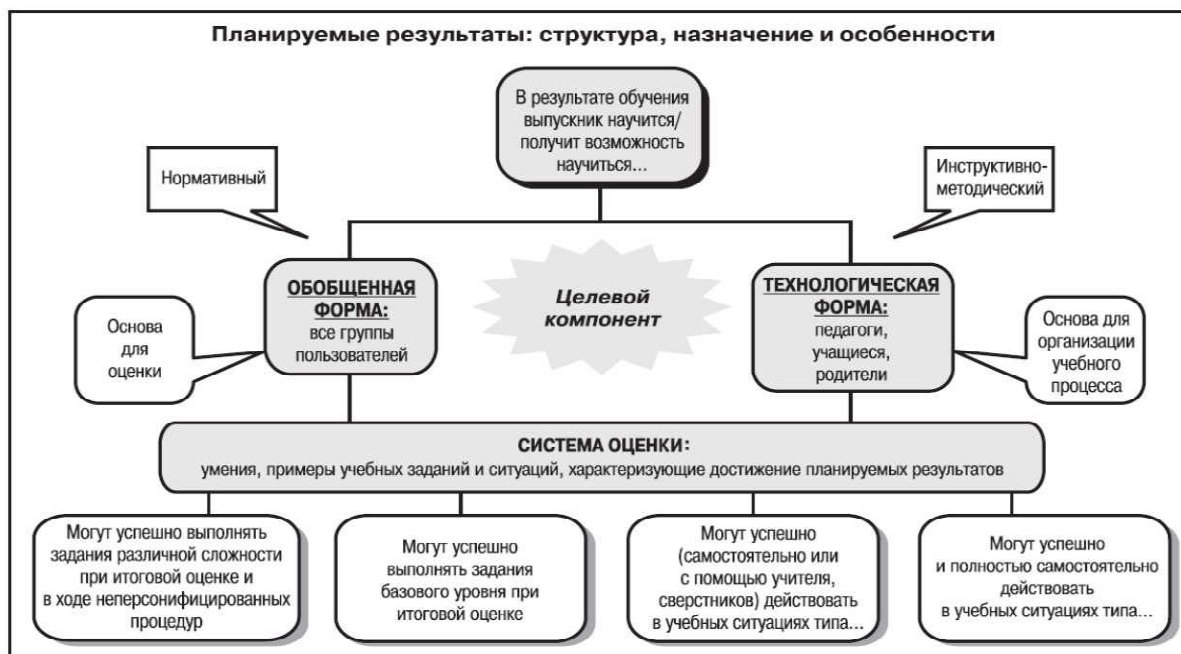 Планируемые результаты: структура, назначение и особенности
В результате обучения
выпускник научится/
получит возможность
научиться...
Нормативный
Инструктивно-
методический
ОБОБЩЕННАЯ
ФОРМА:
все группы
пользователей
Целевой
компонент
ТЕХНОЛОГИЧЕСКАЯ
ФОРМА:
педагоги,
учащиеся,
родители
Основа
для
оценки
Основа для
организации
учебного
процесса
СИСТЕМА ОЦЕНКИ:
умения, примеры учебных заданий и ситуаций, характеризующие достижение планируемых результатов
Могут успешно выполнять
задания различной сложности
при итоговой оценке и
в ходе неперсонифицированных
процедур
Могут успешно
выполнять задания
базового уровня при
итоговой оценке
Могут успешно
(самостоятельно или
с помощью учителя,
сверстников) действовать
в учебных ситуациях типа...
Могут успешно
и полностью самостоятельно
действовать
в учебных ситуациях типа...